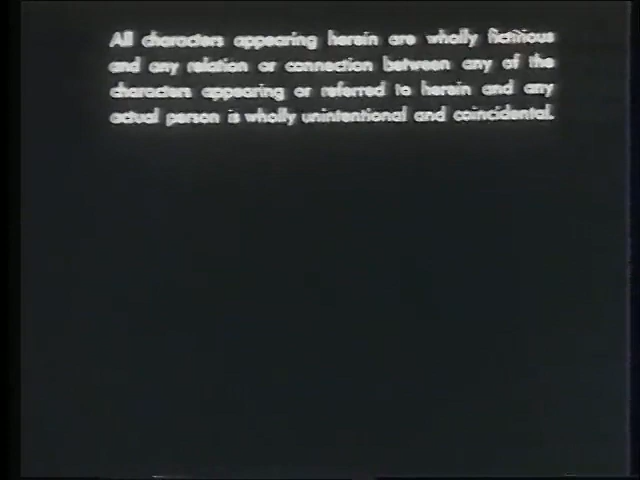 All characters appearing herein are wholly fictitious
and any relation or connection between any of the
characters appearing or referred to herein and any
actual person is wholly unintentional and coincidental.